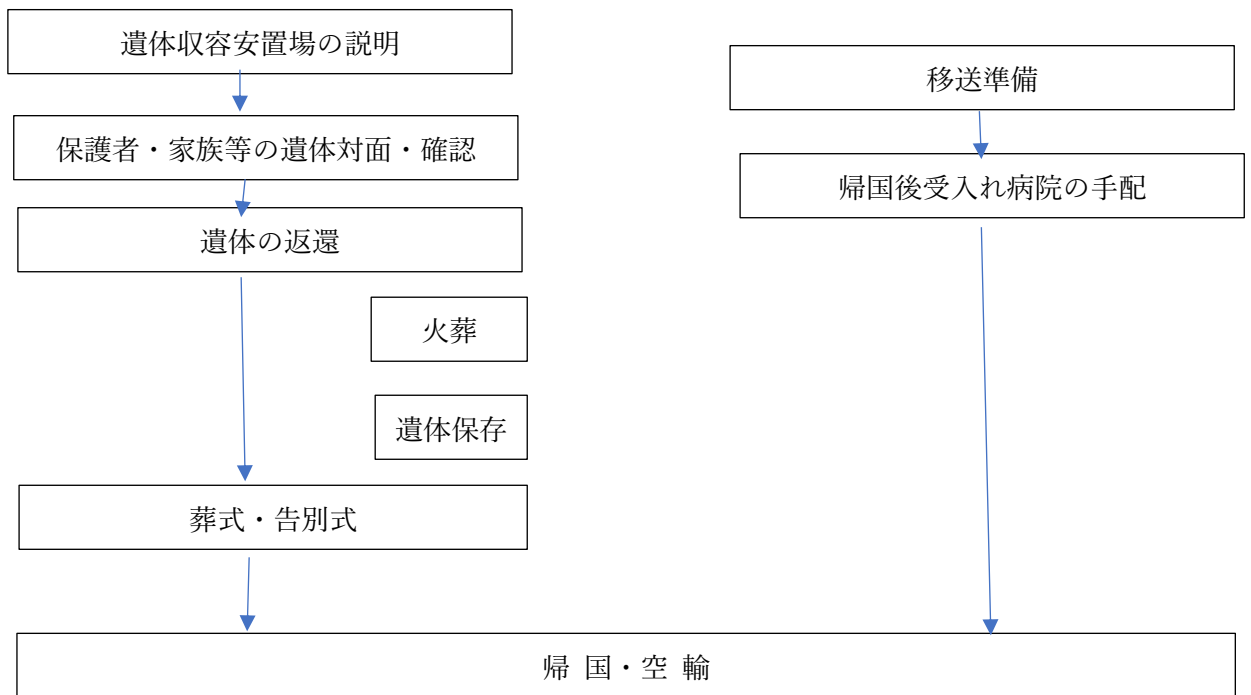 遺体収容安置場の説明
移送準備
保護者・家族等の遺体対面・確認
帰国後受入れ病院の手配
遺体の返還
火葬
遺体保存
葬式・告別式
帰 国・空 輸